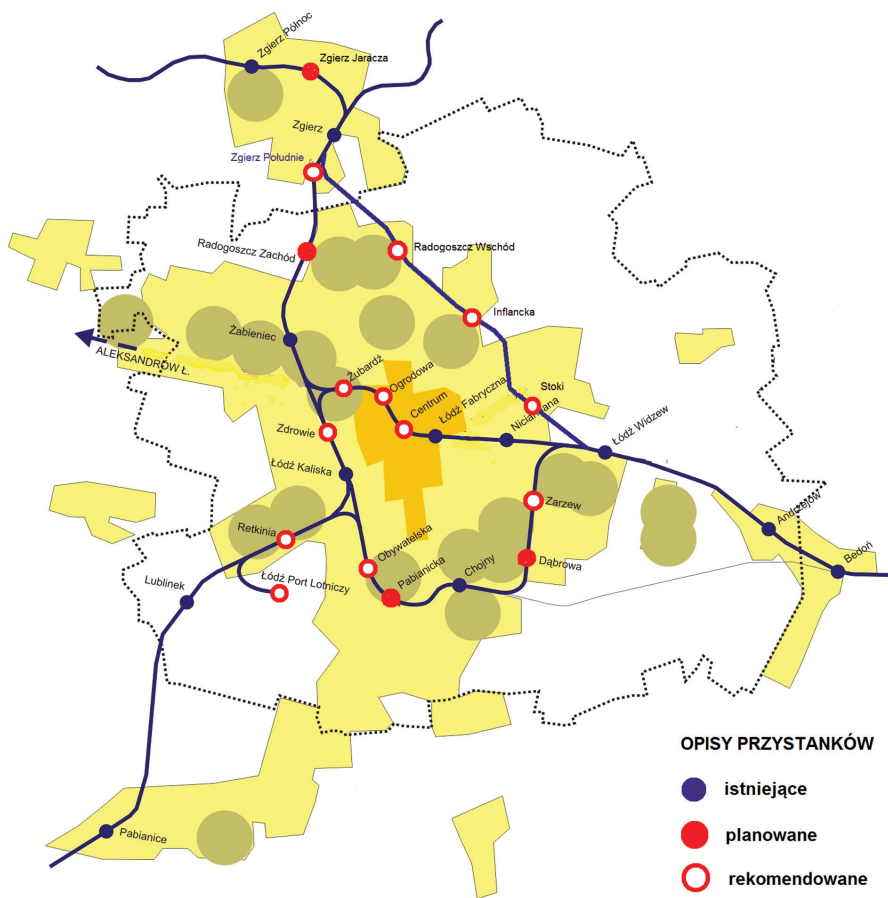 Zgierz Północ
Zgierz Jaracza
Zgierz
Zgierz Południe
Radogoszcz Zachód
Radogoszcz Wschód
Inflancka
Żabieniec
ALEKSANDRÓW Ł.
Żubardź
Ogrodowa
Centrum
Łódź Fabryczna
Niciarniana
Stoki
Łódź Widzew
Zdrowie
Łódź Kaliska
Zarzew
Andrzejów
Retkinia
Obywatelska
Bedoń
Lublinek
Łódź Port Lotniczy
Pabianicka
Chojny
Dąbrowa
Pabianice
OPISY PRZYSTANKÓW
istniejące
planowane
rekomendowane